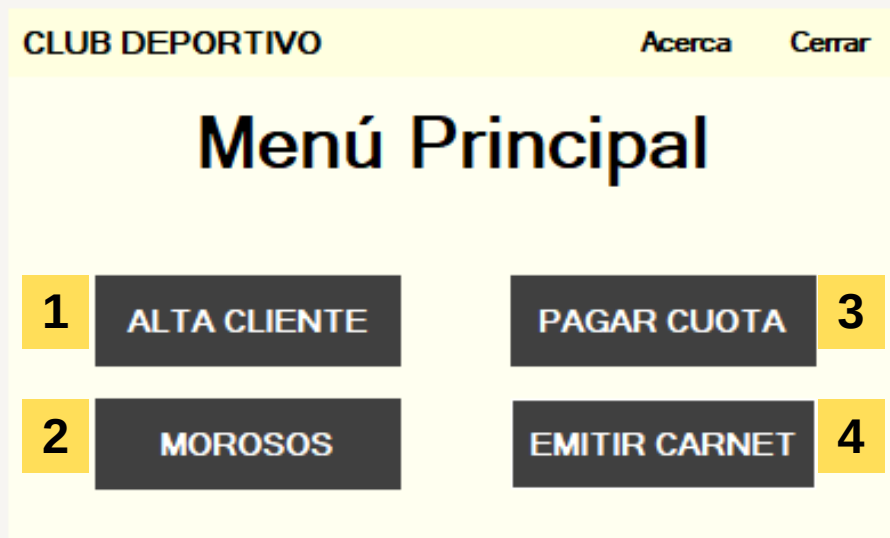 CLUB DEPORTIVO Acerca Cerrar
Menú Principal
1 ALTA CLIENTE PAGAR CUOTA 3
2 MOROSOS EMITIR CARNET 4